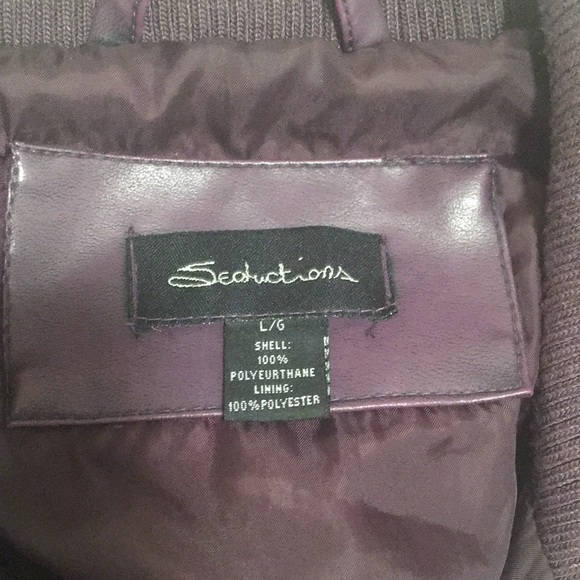 Seductions
L/G
SHELL:
100%
POLYEURTHANE
LINING:
100%POLYESTER